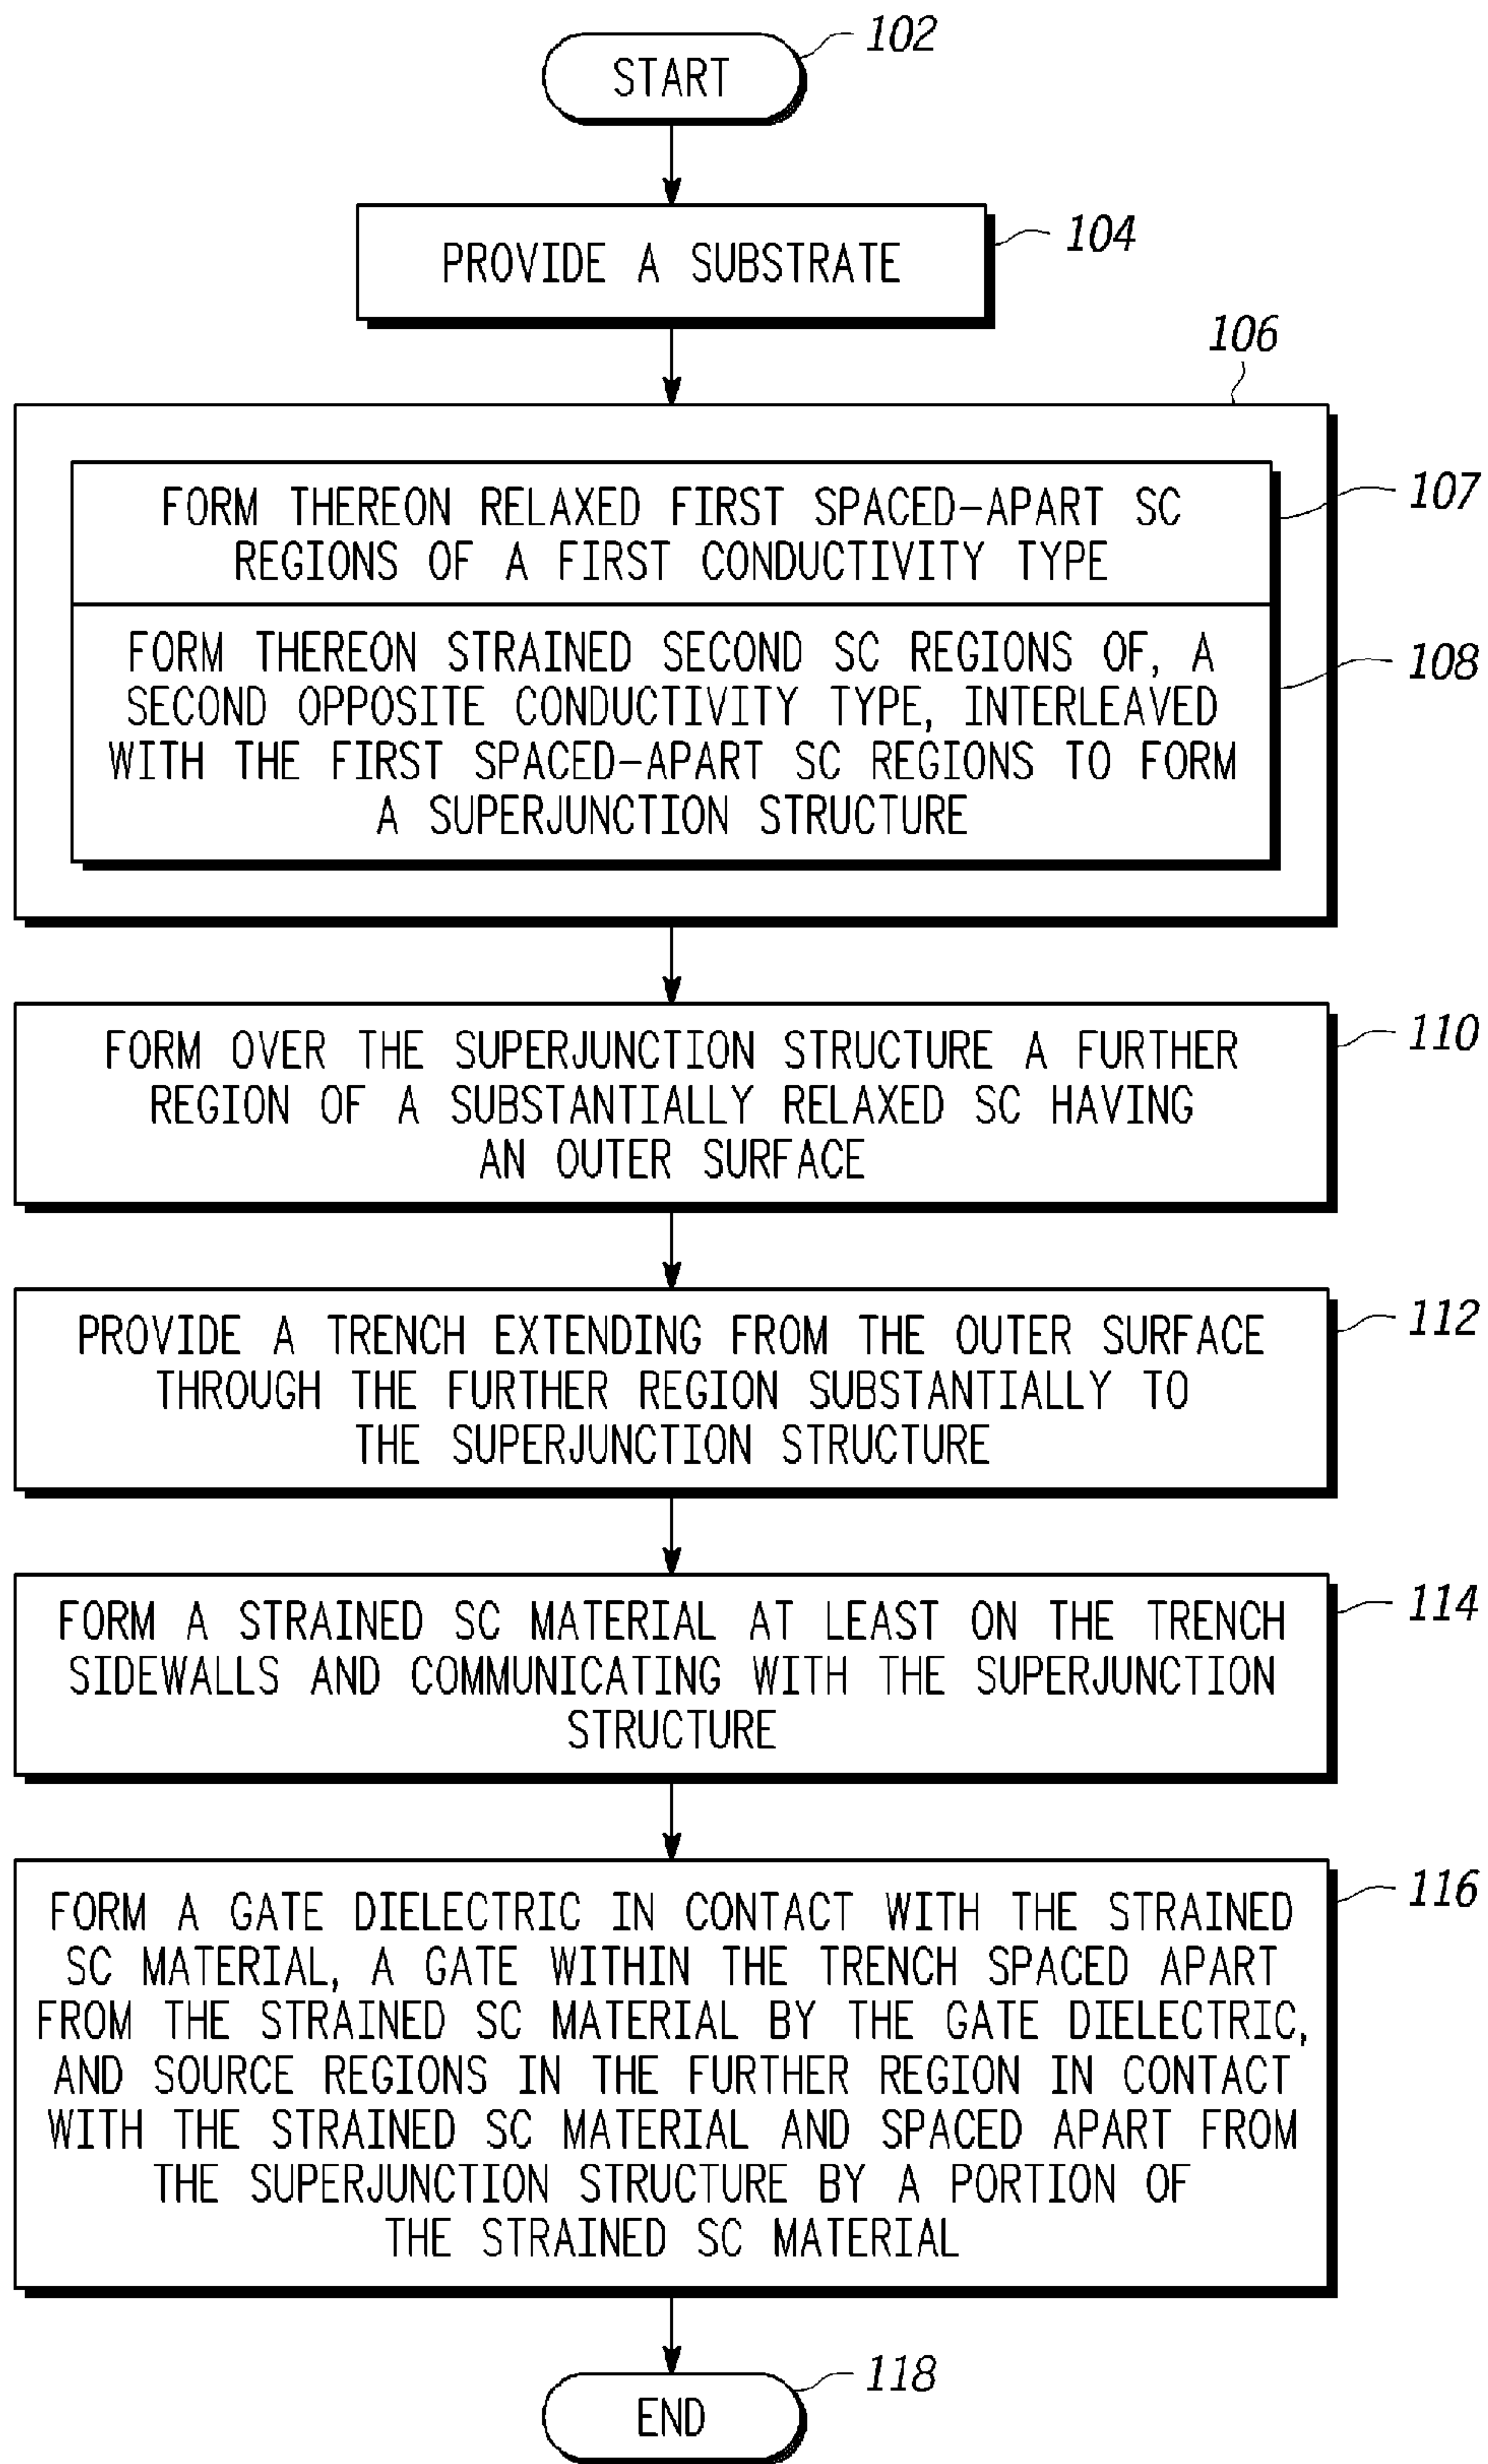 START
102
PROVIDE A SUBSTRATE
104
106
FORM THEREON RELAXED FIRST SPACED-APART SC
REGIONS OF A FIRST CONDUCTIVITY TYPE
107
FORM THEREON STRAINED SECOND SC REGIONS OF, A
SECOND OPPOSITE CONDUCTIVITY TYPE, INTERLEAVED
WITH THE FIRST SPACED-APART SC REGIONS TO FORM
A SUPERJUNCTION STRUCTURE
108
FORM OVER THE SUPERJUNCTION STRUCTURE A FURTHER
REGION OF A SUBSTANTIALLY RELAXED SC HAVING
AN OUTER SURFACE
110
PROVIDE A TRENCH EXTENDING FROM THE OUTER SURFACE
THROUGH THE FURTHER REGION SUBSTANTIALLY TO
THE SUPERJUNCTION STRUCTURE
112
FORM A STRAINED SC MATERIAL AT LEAST ON THE TRENCH
SIDEWALLS AND COMMUNICATING WITH THE SUPERJUNCTION
STRUCTURE
114
FORM A GATE DIELECTRIC IN CONTACT WITH THE STRAINED
SC MATERIAL, A GATE WITHIN THE TRENCH SPACED APART
FROM THE STRAINED SC MATERIAL BY THE GATE DIELECTRIC,
AND SOURCE REGIONS IN THE FURTHER REGION IN CONTACT
WITH THE STRAINED SC MATERIAL AND SPACED APART FROM
THE SUPERJUNCTION STRUCTURE BY A PORTION OF
THE STRAINED SC MATERIAL
116
END
118